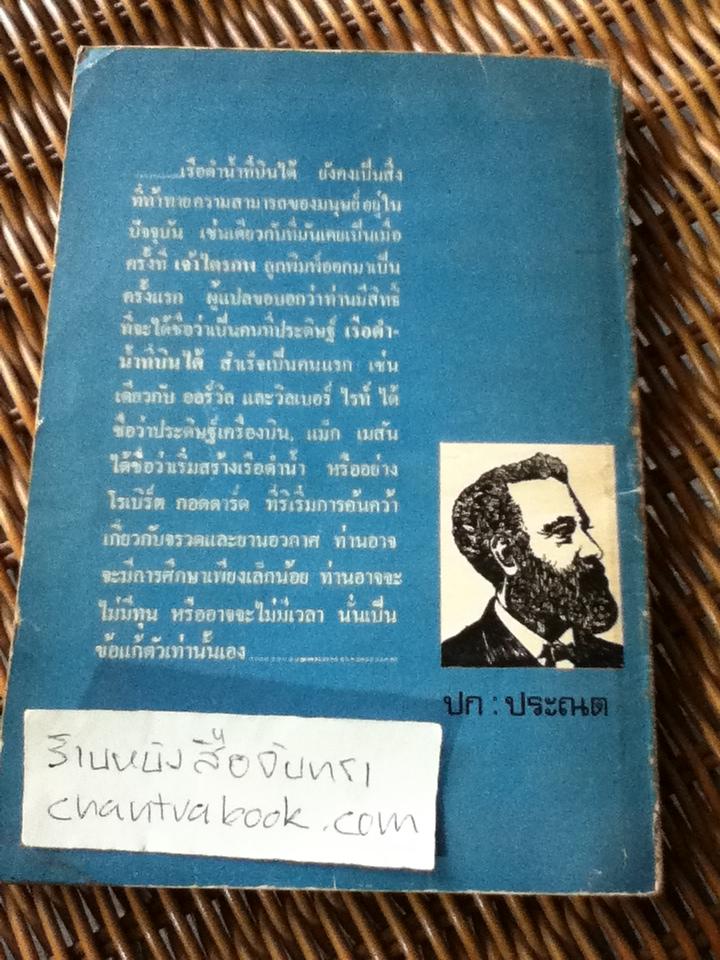 ............เรือดำน้ำที่บินได้ ยังคงเป็นสิ่ง
ที่ท้าทายความสามารถของมนุษย์อยู่ใน
ปัจจุบัน เช่นเดียวกับที่มันเคยเป็นเมื่อ
ครั้งที่ เจ้าไตรภพ ถูกพิมพ์ออกมาเป็น
ครั้งแรก ผู้แปลขอบอกว่าท่านมีสิทธิ์
ที่จะได้ชื่อว่าเป็นคนที่ประดิษฐ์ เรือดำ-
น้ำที่บินได้ สำเร็จเป็นคนแรก เช่น
เดียวกับ ออร์วิล และวิลเบอร์ ไรท์ ได้
ชื่อว่าประดิษฐ์เครื่องบิน, แม็ก เมสัน
ได้ชื่อว่าเริ่มสร้างเรือดำน้ำ หรืออย่าง
โรเบิร์ต กอดดาร์ด ที่ริเริ่มการค้นคว้า
เกี่ยวกับจรวดและยานอวกาศ ท่านอาจ
จะมีการศึกษาเพียงเล็กน้อย ท่านอาจจะ
ไม่มีทุน หรืออาจจะไม่มีเวลา นั่นเป็น
ข้อแก้ตัวเท่านั้นเอง........................
ปก : ประณต
ร้านหนังสือจันทรา
chantrabook.com